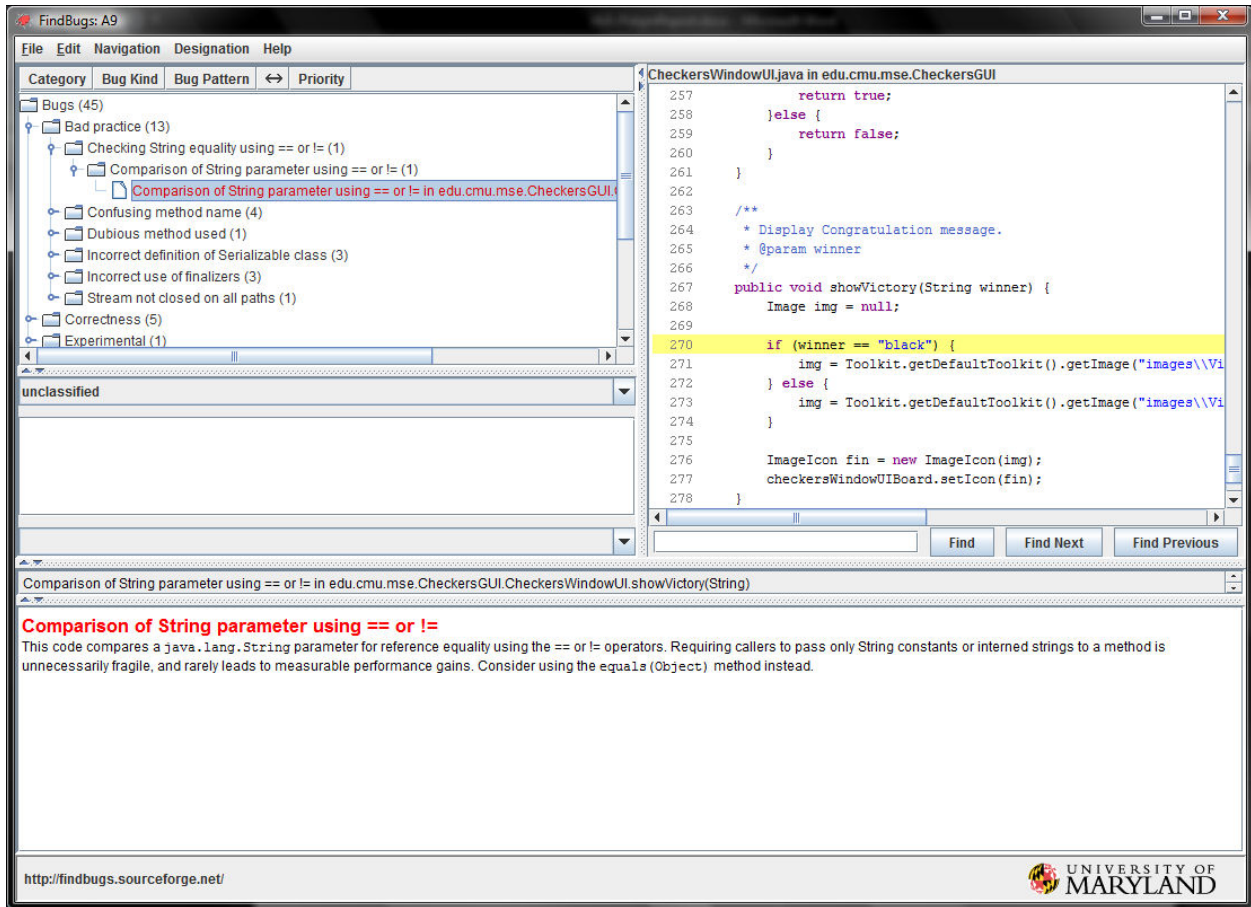 FindBugs: A9
File Edit Navigation Designation Help
Category Bug Kind Bug Pattern ↔ Priority
Bugs (45)
Bad practice (13)
Checking String equality using == or != (1)
Comparison of String parameter using == or != (1)
Comparison of String parameter using == or != in edu.cmu.mse.CheckersGUI.
Confusing method name (4)
Dubious method used (1)
Incorrect definition of Serializable class (3)
Incorrect use of finalizers (3)
Stream not closed on all paths (1)
Correctness (5)
Experimental (1)
unclassified
CheckersWindowUI.java in edu.cmu.mse.CheckersGUI
257 return true;
258 }else {
259 return false;
260 }
261 }
262
263 /**
264 * Display Congratulation message.
265 * @param winner
266 */
267 public void showVictory(String winner) {
268 Image img = null;
269
270 if (winner == "black") {
271 img = Toolkit.getDefaultToolkit().getImage("images\\Vi
272 } else {
273 img = Toolkit.getDefaultToolkit().getImage("images\\Vi
274 }
275
276 ImageIcon fin = new ImageIcon(img);
277 checkersWindowUIBoard.setIcon(fin);
278 }
Find Find Next Find Previous
Comparison of String parameter using == or != in edu.cmu.mse.CheckersGUI.CheckersWindowUI.showVictory(String)
Comparison of String parameter using == or !=
This code compares a java.lang.String parameter for reference equality using the == or != operators. Requiring callers to pass only String constants or interned strings to a method is
unnecessarily fragile, and rarely leads to measurable performance gains. Consider using the equals(Object) method instead.
http://findbugs.sourceforge.net/
UNIVERSITY OF
MARYLAND